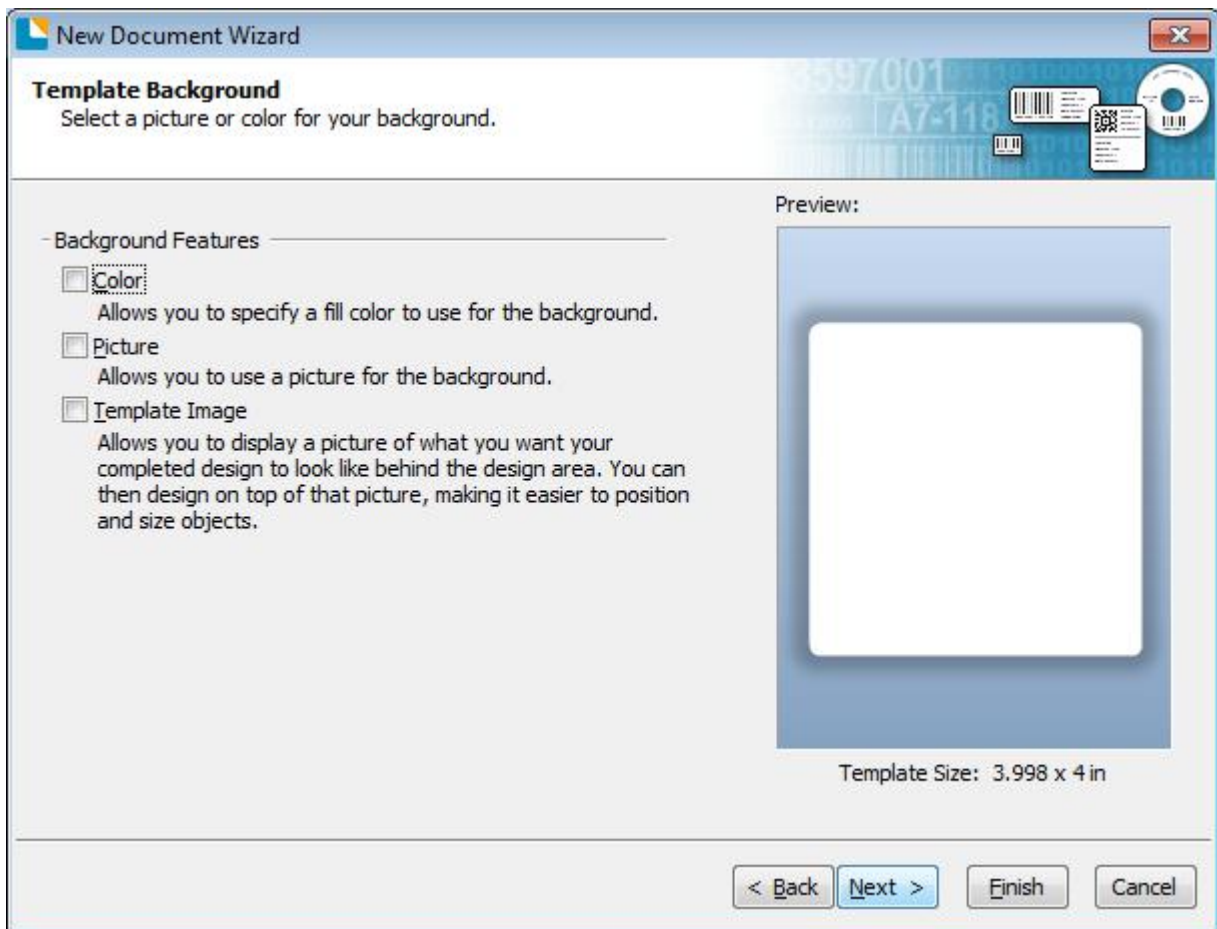 New Document Wizard
Template Background
Select a picture or color for your background.
3597001
A7-118
Preview:
Background Features
Color
Allows you to specify a fill color to use for the background.
Picture
Allows you to use a picture for the background.
Template Image
Allows you to display a picture of what you want your
completed design to look like behind the design area. You can
then design on top of that picture, making it easier to position
and size objects.
Template Size: 3.998 x 4 in
< Back Next > Finish Cancel